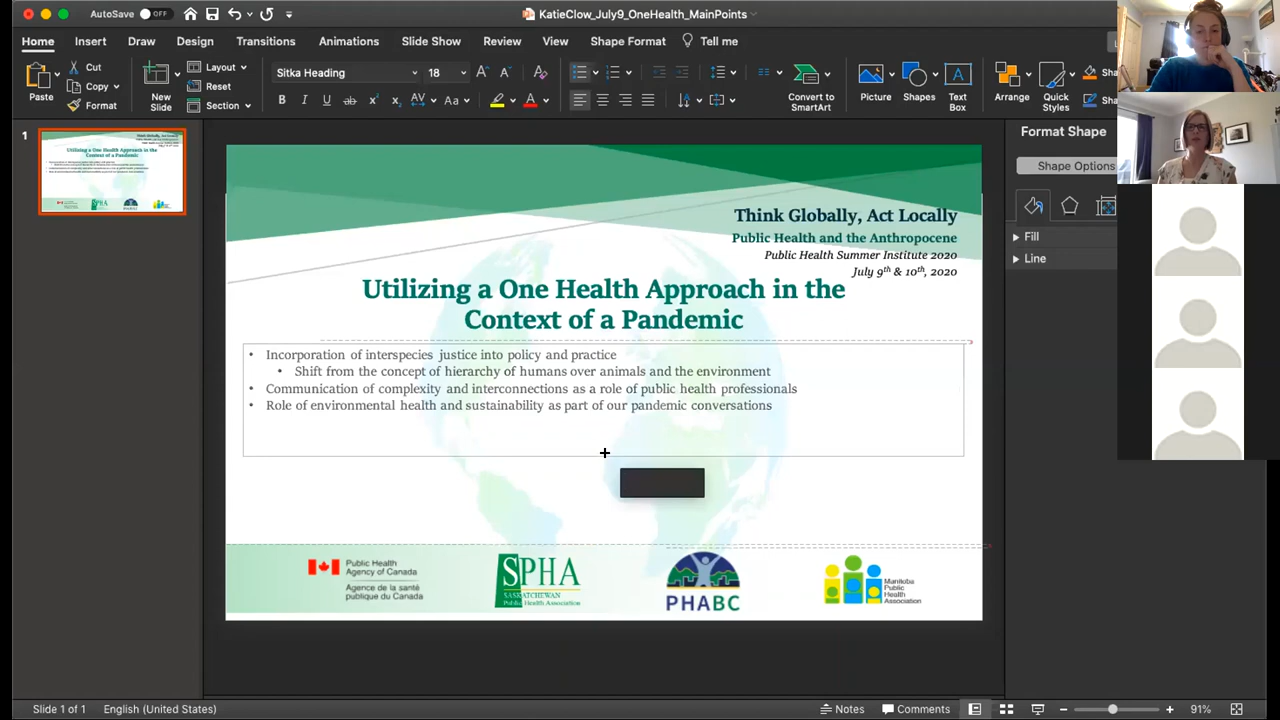 AutoSave OFF KatieClow_July9_OneHealth_MainPoints
Home Insert Draw Design Transitions Animations Slide Show Review View Shape Format Tell me
Paste Cut Copy Format
New Slide Layout Reset Section
Sitka Heading 18
Convert to SmartArt
Picture Shapes Text Box
Arrange Quick Styles
1
Format Shape
Shape Options
Fill
Line
Think Globally, Act Locally
Public Health and the Anthropocene
Public Health Summer Institute 2020
July 9th & 10th, 2020
Utilizing a One Health Approach in the
Context of a Pandemic
• Incorporation of interspecies justice into policy and practice
• Shift from the concept of hierarchy of humans over animals and the environment
• Communication of complexity and interconnections as a role of public health professionals
• Role of environmental health and sustainability as part of our pandemic conversations
Public Health
Agency of Canada
Agence de la santé
publique du Canada
SPHA
SASKATCHEWAN
Public Health Association
PHABC
Manitoba
Public
Health
Association
Slide 1 of 1 English (United States) Notes Comments 91%